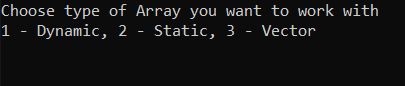 Choose type of Array you want to work with
1 - Dynamic, 2 - Static, 3 - Vector